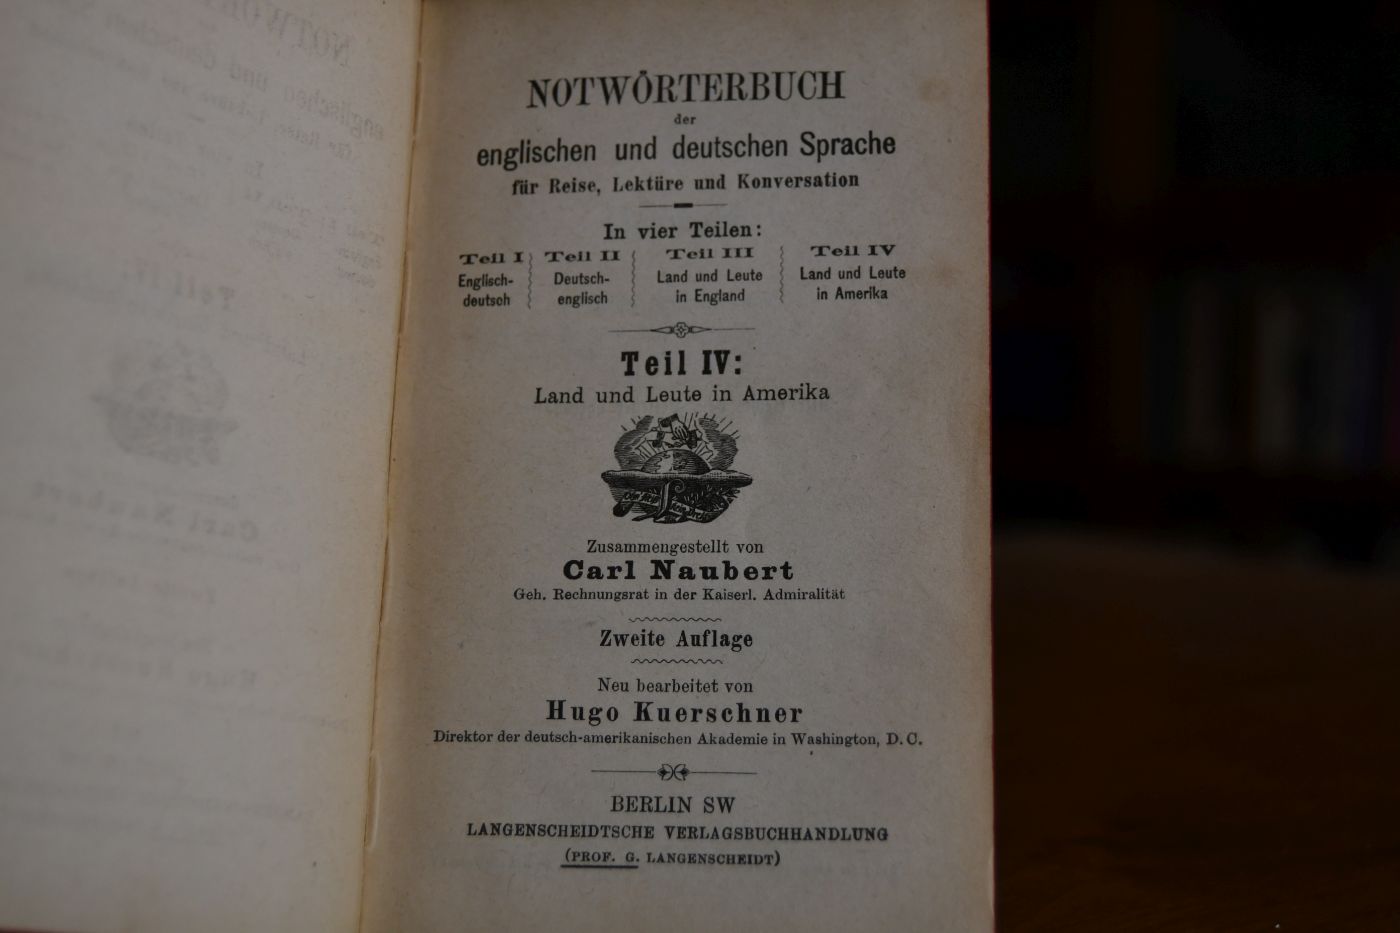 NOTWÖRTERBUCH
der
englischen und deutschen Sprache
für Reise, Lektüre und Konversation
In vier Teilen:
Teil I Teil II Teil III Teil IV
Englisch- Deutsch- Land und Leute Land und Leute
deutsch englisch in England in Amerika
Teil IV:
Land und Leute in Amerika
Zusammengestellt von
Carl Naubert
Geh. Rechnungsrat in der Kaiserl. Admiralität
Zweite Auflage
Neu bearbeitet von
Hugo Kuerschner
Direktor der deutsch-amerikanischen Akademie in Washington, D. C.
BERLIN SW
LANGENSCHEIDTSCHE VERLAGSBUCHHANDLUNG
(PROF. G. LANGENSCHEIDT)